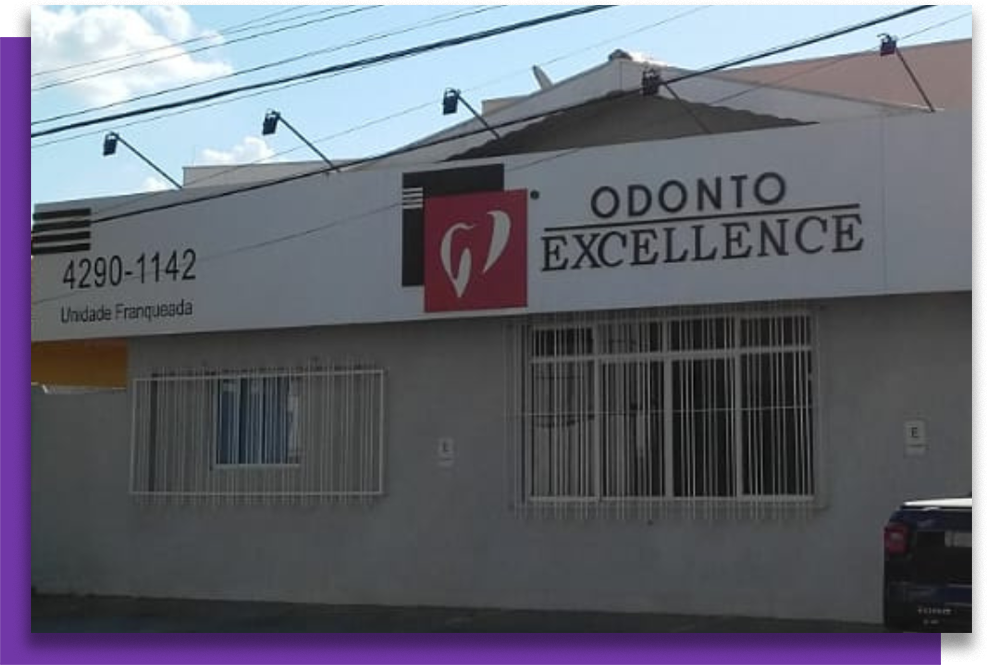 4290-1142
Unidade Franqueada
ODONTO
EXCELLENCE
E
E